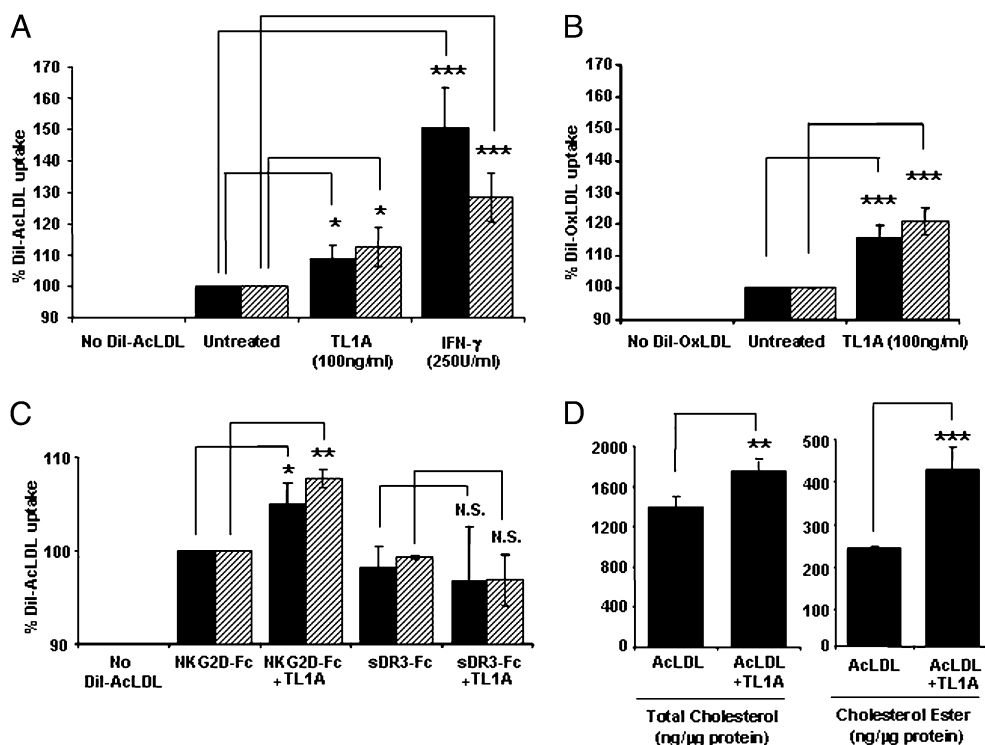 A
% DiI-AcLDL uptake
170
160
150
140
130
120
110
100
90
*
*
***
***
No DiI-AcLDL
Untreated
TL1A
(100ng/ml)
IFN-γ
(250U/ml)
B
% DiI-OxLDL uptake
170
160
150
140
130
120
110
100
90
***
***
No DiI-OxLDL
Untreated
TL1A (100ng/ml)
C
% DiI-AcLDL uptake
110
100
90
*
**
N.S.
N.S.
No
DiI-AcLDL
NKG2D-Fc
NKG2D-Fc
+TL1A
sDR3-Fc
sDR3-Fc
+TL1A
D
2000
1600
1200
800
400
0
**
AcLDL
AcLDL
+TL1A
Total Cholesterol
(ng/µg protein)
500
400
300
200
100
0
***
AcLDL
AcLDL
+TL1A
Cholesterol Ester
(ng/µg protein)